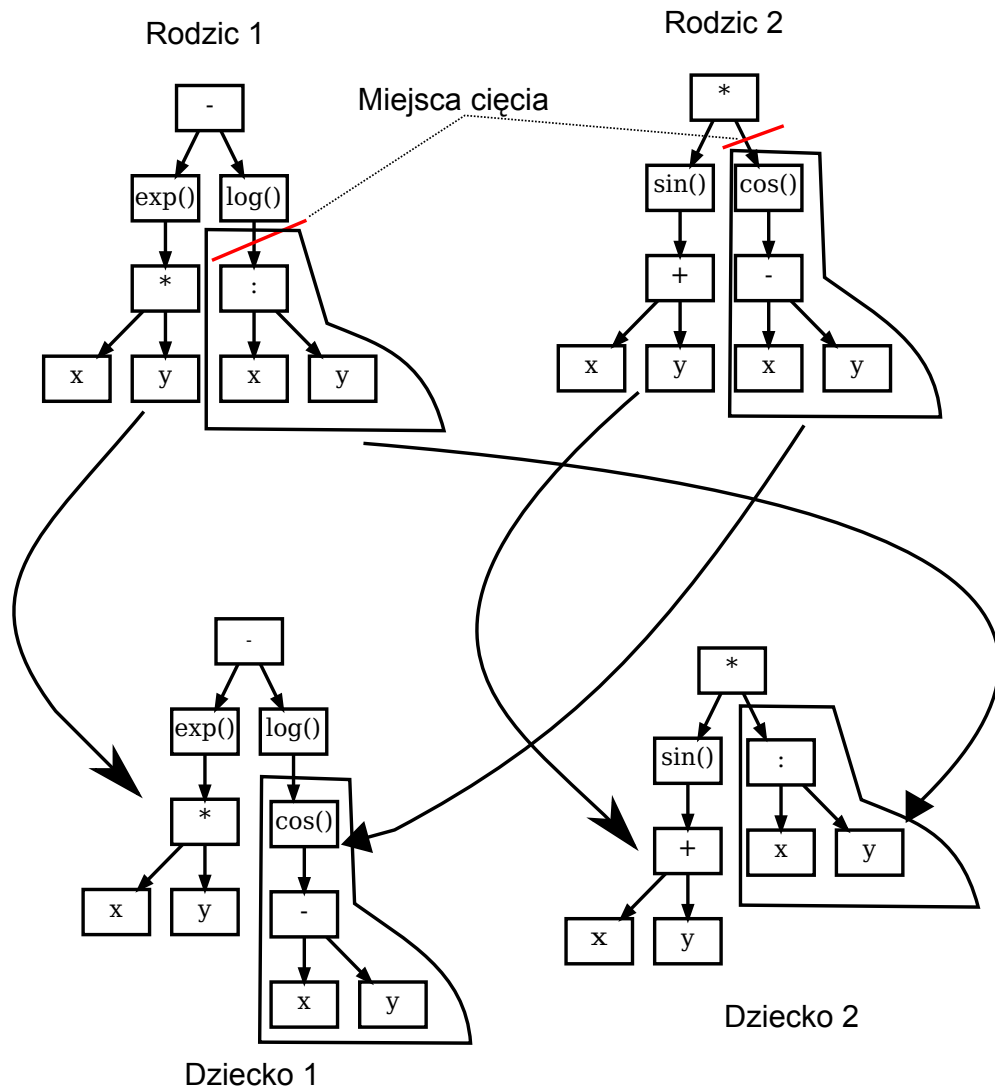 Rodzic 1
Rodzic 2
Miejsca cięcia
-
exp()
log()
*
:
x
y
x
y
*
sin()
cos()
+
-
x
y
x
y
-
exp()
log()
*
cos()
x
y
-
x
y
*
sin()
:
+
x
y
x
y
Dziecko 1
Dziecko 2